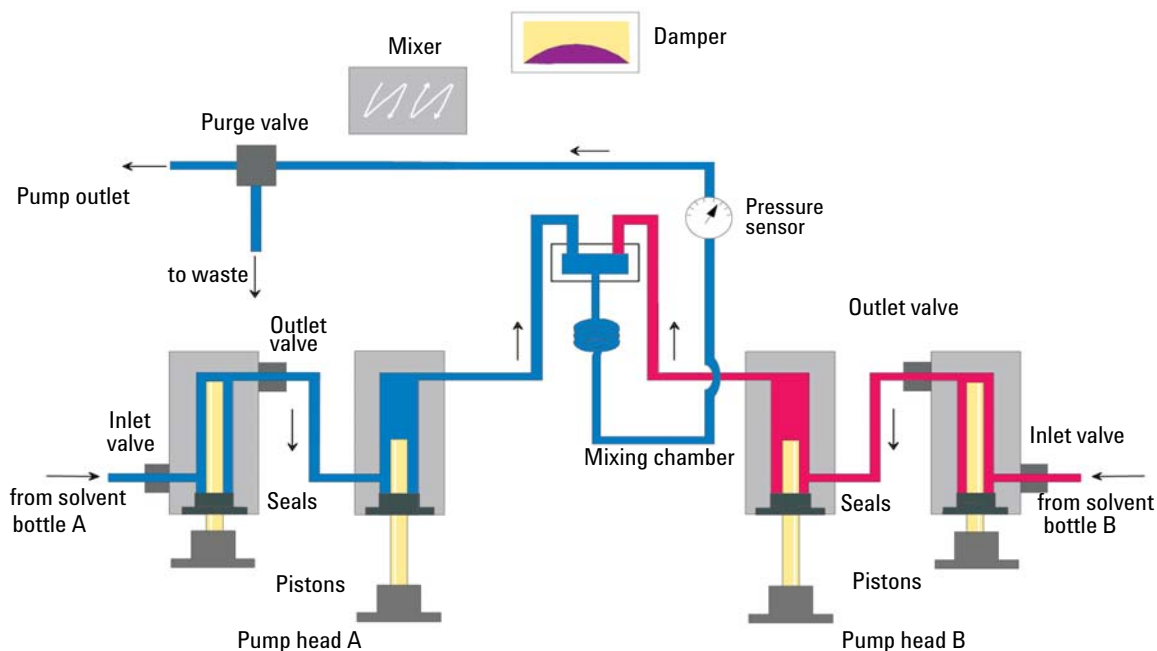 Damper
Mixer
Purge valve
Pump outlet
Pressure
sensor
to waste
Outlet
valve
Outlet valve
Inlet
valve
Inlet valve
Mixing chamber
from solvent
bottle A
Seals
Seals
from solvent
bottle B
Pistons
Pistons
Pump head A
Pump head B